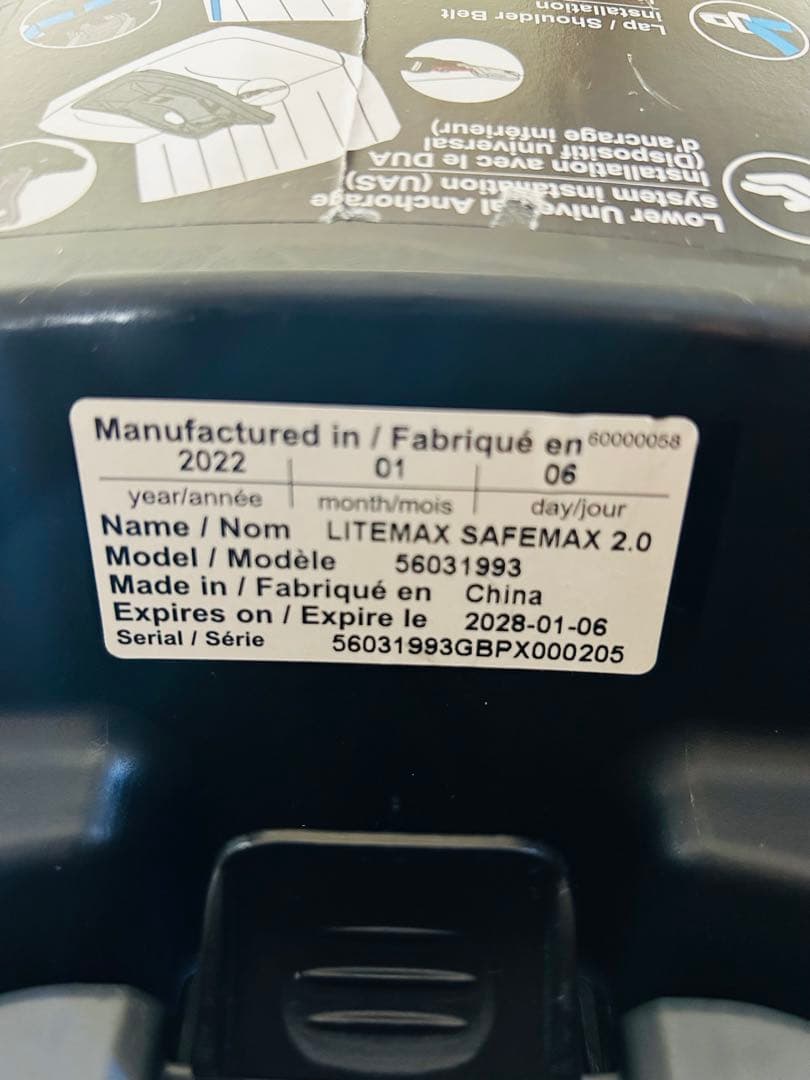 Lap / Shoulder Belt
installation
Lower Universal Anchorage
system installation (UAS)
Installation avec le DUA
(Dispositif universal
d'ancrage inférieur)
Manufactured in / Fabriqué en 60000058
2022 01 06
year/année month/mois day/jour
Name / Nom LITEMAX SAFEMAX 2.0
Model / Modèle 56031993
Made in / Fabriqué en China
Expires on / Expire le 2028-01-06
Serial / Série 56031993GBPX000205